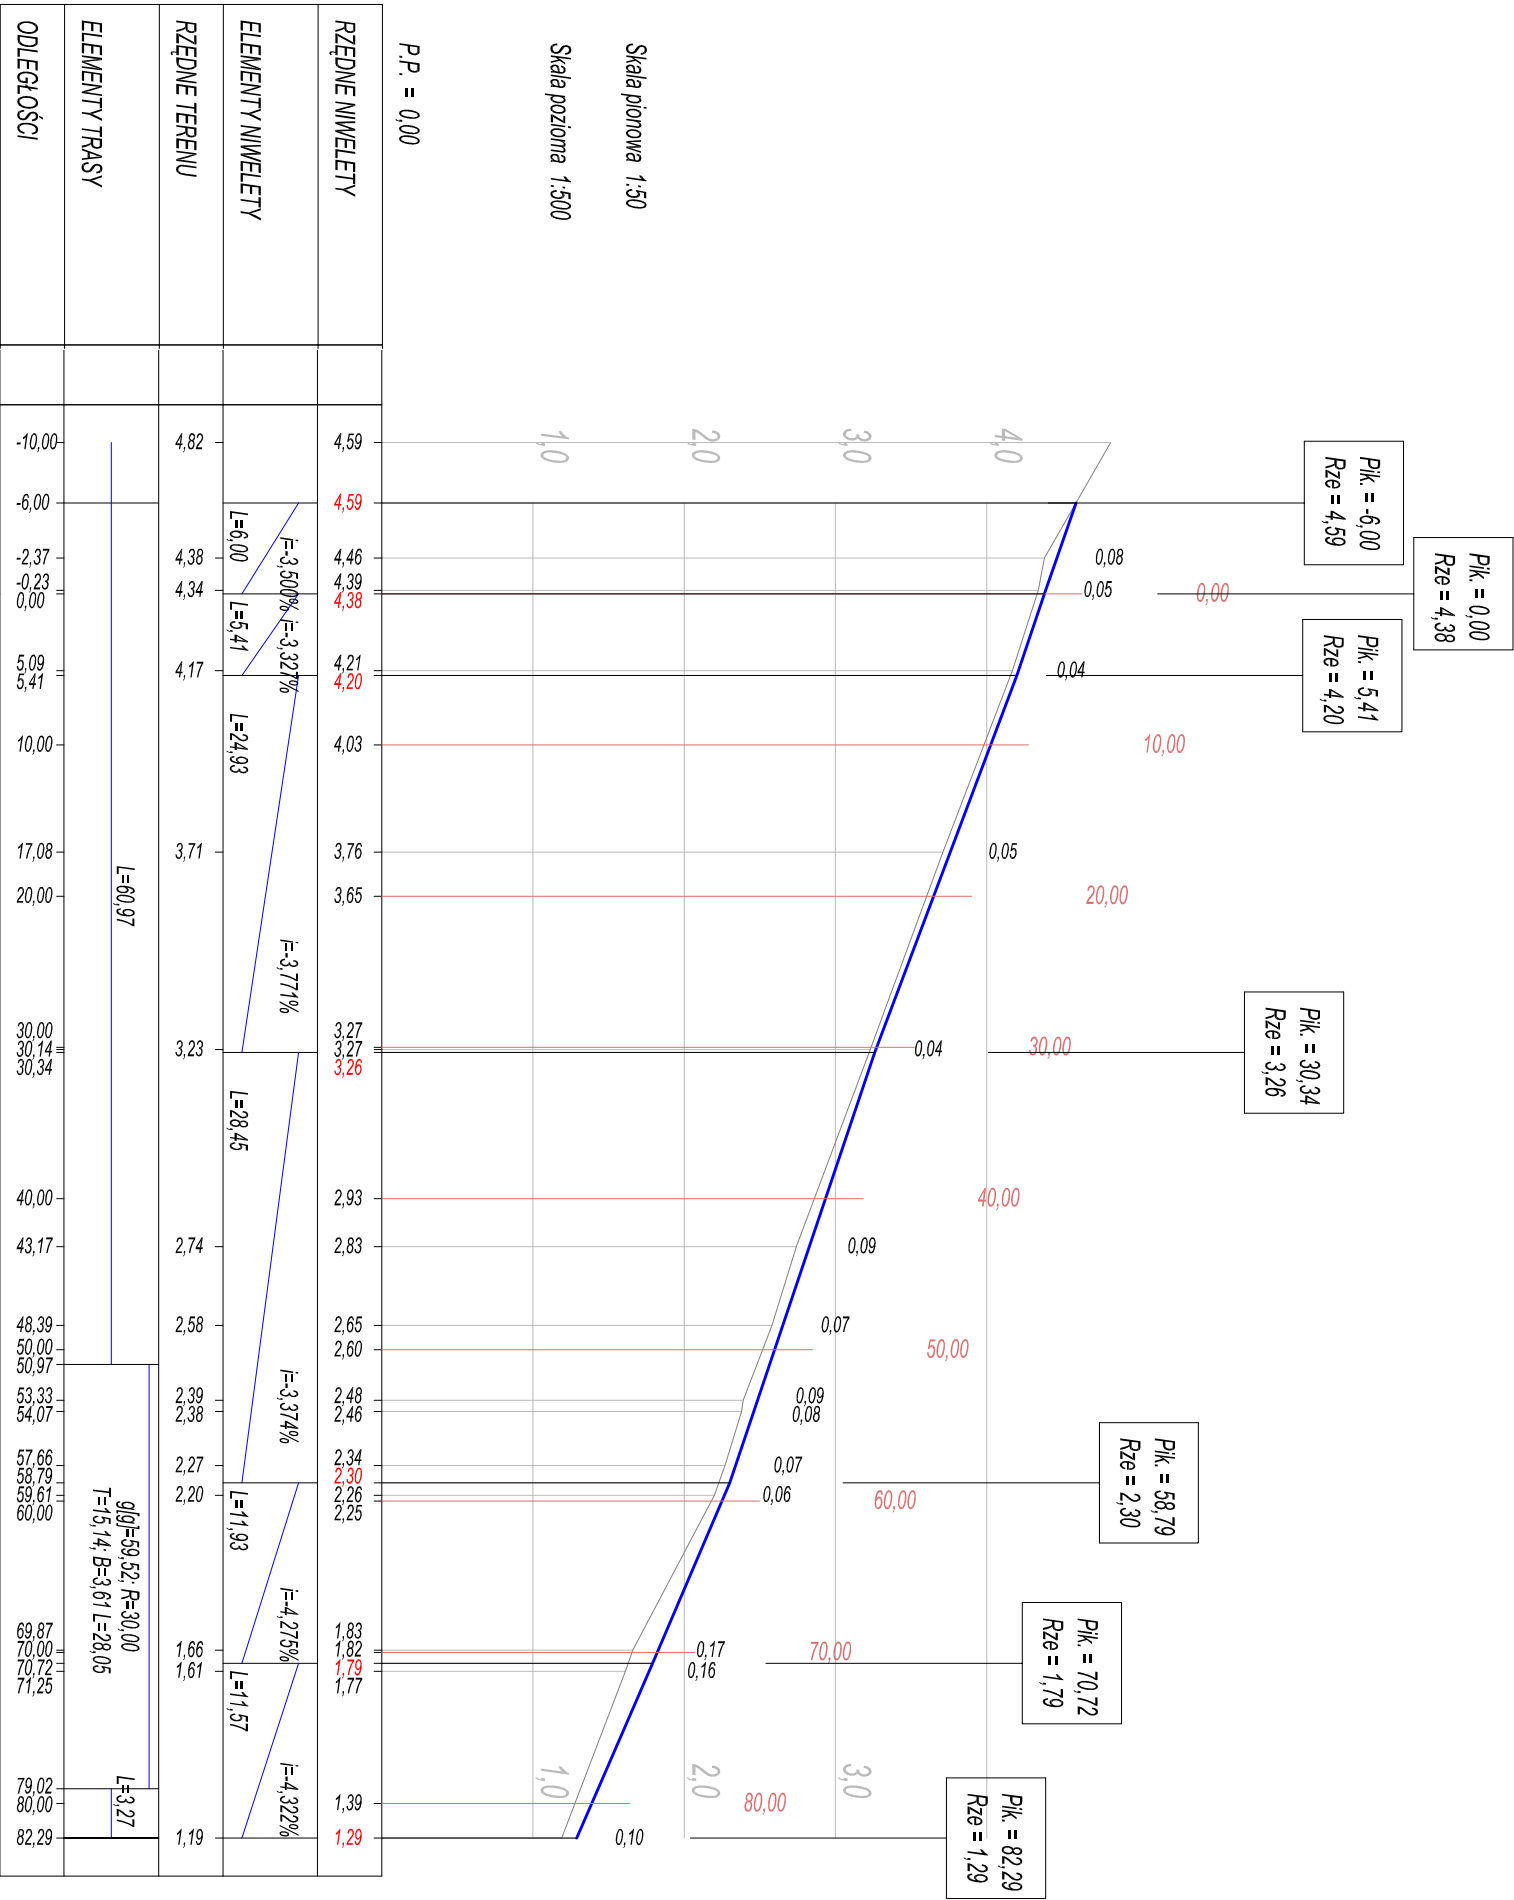 Pik. = -6,00
Rze = 4,59
Pik. = 0,00
Rze = 4,38
Pik. = 5,41
Rze = 4,20
Pik. = 30,34
Rze = 3,26
Pik. = 58,79
Rze = 2,30
Pik. = 70,72
Rze = 1,79
Pik. = 82,29
Rze = 1,29
0,00
10,00
20,00
30,00
40,00
50,00
60,00
70,00
80,00
Skala pionowa 1:50
Skala pozioma 1:500
P.P. = 0,00
4,0
3,0
2,0
1,0
3,0
2,0
1,0
0,08
0,05
0,04
0,05
0,04
0,09
0,07
0,09
0,08
0,07
0,06
0,17
0,16
0,10
RZĘDNE NIWELETY
4,59
4,59
4,46
4,39
4,38
4,21
4,20
4,03
3,76
3,65
3,27
3,27
3,26
2,93
2,83
2,65
2,60
2,48
2,46
2,34
2,30
2,26
2,25
1,83
1,82
1,79
1,77
1,39
1,29
ELEMENTY NIWELETY
i=-3,500%
L=6,00
i=-3,327%
L=5,41
i=-3,771%
L=24,93
i=-3,374%
L=28,45
i=-4,275%
L=11,93
i=-4,322%
L=11,57
RZĘDNE TERENU
4,82
4,38
4,34
4,17
3,71
3,23
2,74
2,58
2,39
2,38
2,27
2,20
1,66
1,61
1,19
ELEMENTY TRASY
L=60,97
g[g]=59,52; R=30,00
T=15,14; B=3,61 L=28,05
L=3,27
ODLEGŁOŚCI
-10,00
-6,00
-2,37
-0,23
0,00
5,09
5,41
10,00
17,08
20,00
30,00
30,14
30,34
40,00
43,17
48,39
50,00
50,97
53,33
54,07
57,66
58,79
59,61
60,00
69,87
70,00
70,72
71,25
79,02
80,00
82,29